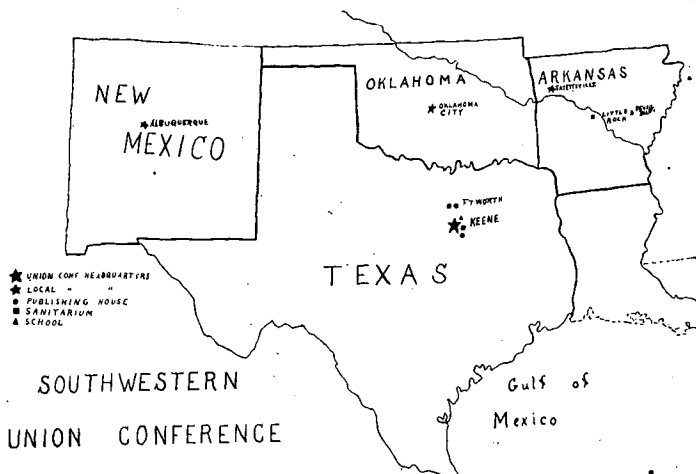 NEW
MEXICO
ALBUQUERQUE
OKLAHOMA
OKLAHOMA
CITY
ARKANSAS
FAYETTEVILLE
LITTLE
ROCK
FT WORTH
KEENE
TEXAS
UNION CONF HEADQUARTERS
LOCAL " "
PUBLISHING HOUSE
SANITARIUM
SCHOOL
SOUTHWESTERN
UNION CONFERENCE
Gulf of
Mexico